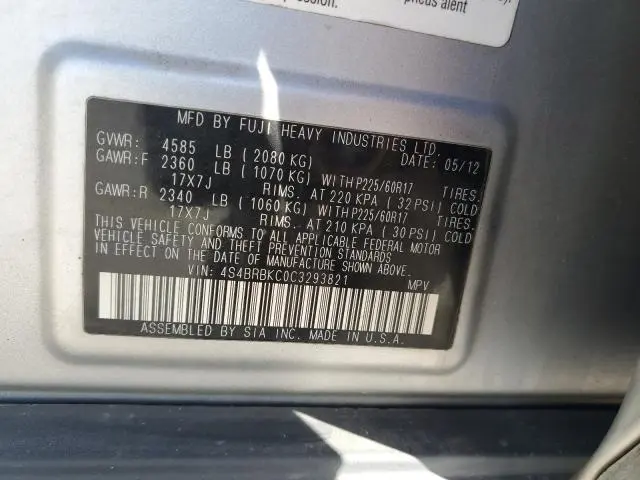 pneus alent
MFD BY FUJI HEAVY INDUSTRIES LTD.
GVWR: 4585 LB ( 2080 KG) DATE: 05/12
GAWR:F 2360 LB ( 1070 KG) WITH P225/60R17 TIRES.
17X7J RIMS. AT 220 KPA ( 32 PSI) COLD
GAWR:R 2340 LB ( 1060 KG) WITH P225/60R17 TIRES.
17X7J RIMS. AT 210 KPA ( 30 PSI) COLD
THIS VEHICLE CONFORMS TO ALL APPLICABLE FEDERAL MOTOR
VEHICLE SAFETY AND THEFT PREVENTION STANDARDS
IN EFFECT ON THE DATE OF MANUFACTURE SHOWN ABOVE
VIN: 4S4BRBKC0C3293821 MPV
ASSEMBLED BY SIA INC. MADE IN U.S.A.